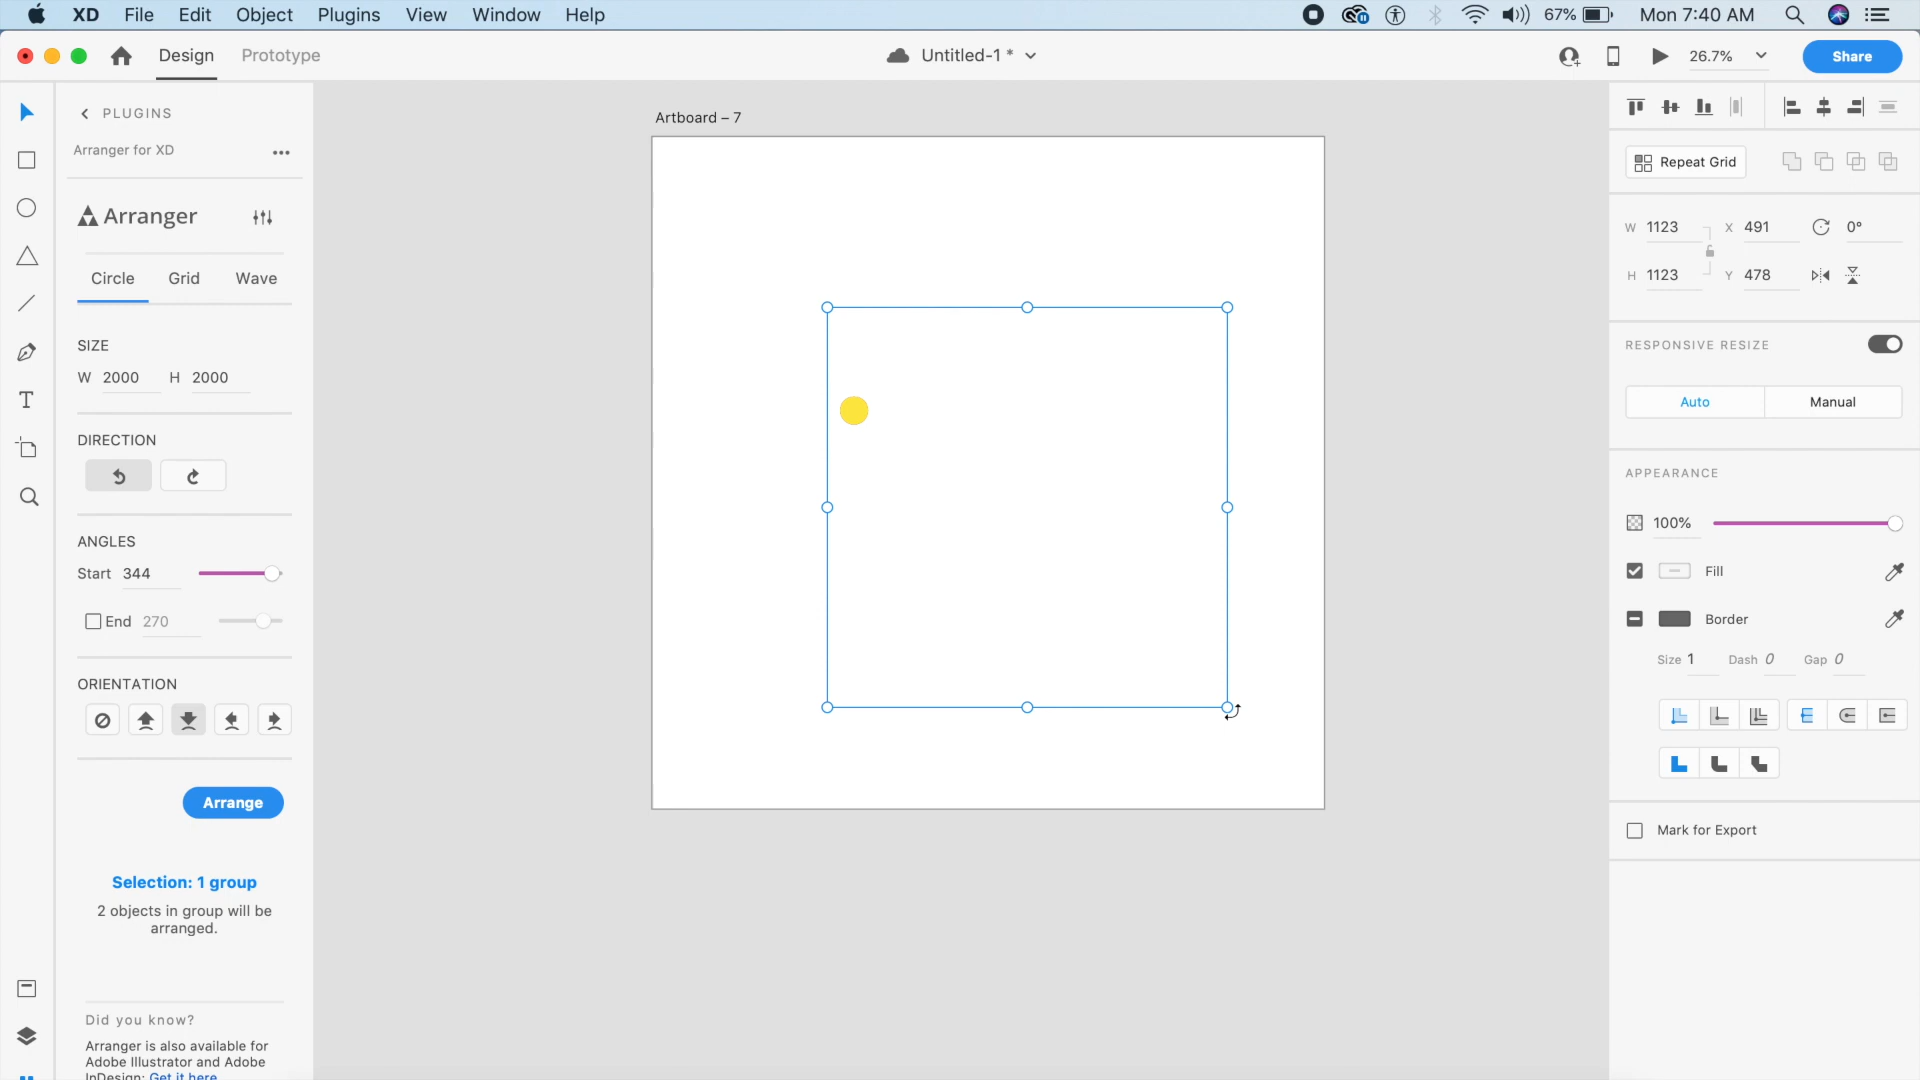 XD File Edit Object Plugins View Window Help 67% Mon 7:40 AM
Design Prototype Untitled-1 * 26.7% Share
PLUGINS
Arranger for XD
Arranger
Circle Grid Wave
SIZE
W 2000 H 2000
DIRECTION
ANGLES
Start 344
End 270
ORIENTATION
Arrange
Selection: 1 group
2 objects in group will be
arranged.
Did you know?
Arranger is also available for
Adobe Illustrator and Adobe
InDesign: Get it here
Artboard – 7
Repeat Grid
W 1123 X 491 0°
H 1123 Y 478
RESPONSIVE RESIZE
Auto Manual
APPEARANCE
100%
Fill
Border
Size 1 Dash 0 Gap 0
Mark for Export